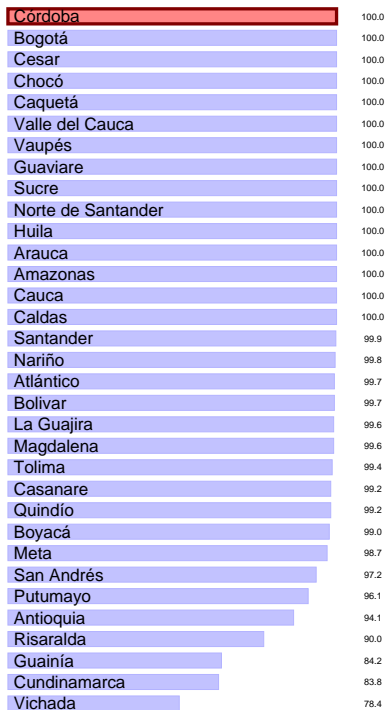 Córdoba 100.0
Bogotá 100.0
Cesar 100.0
Chocó 100.0
Caquetá 100.0
Valle del Cauca 100.0
Vaupés 100.0
Guaviare 100.0
Sucre 100.0
Norte de Santander 100.0
Huila 100.0
Arauca 100.0
Amazonas 100.0
Cauca 100.0
Caldas 100.0
Santander 99.9
Nariño 99.8
Atlántico 99.7
Bolivar 99.7
La Guajira 99.6
Magdalena 99.6
Tolima 99.4
Casanare 99.2
Quindío 99.2
Boyacá 99.0
Meta 98.7
San Andrés 97.2
Putumayo 96.1
Antioquia 94.1
Risaralda 90.0
Guainía 84.2
Cundinamarca 83.8
Vichada 78.4